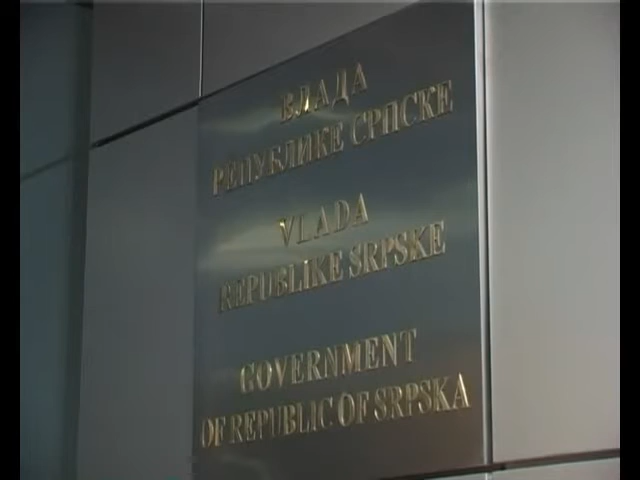 ВЛАДА
РЕПУБЛИКЕ СРПСКЕ
VLADA
REPUBLIKE SRPSKE
GOVERNMENT
OF REPUBLIC OF SRPSKA